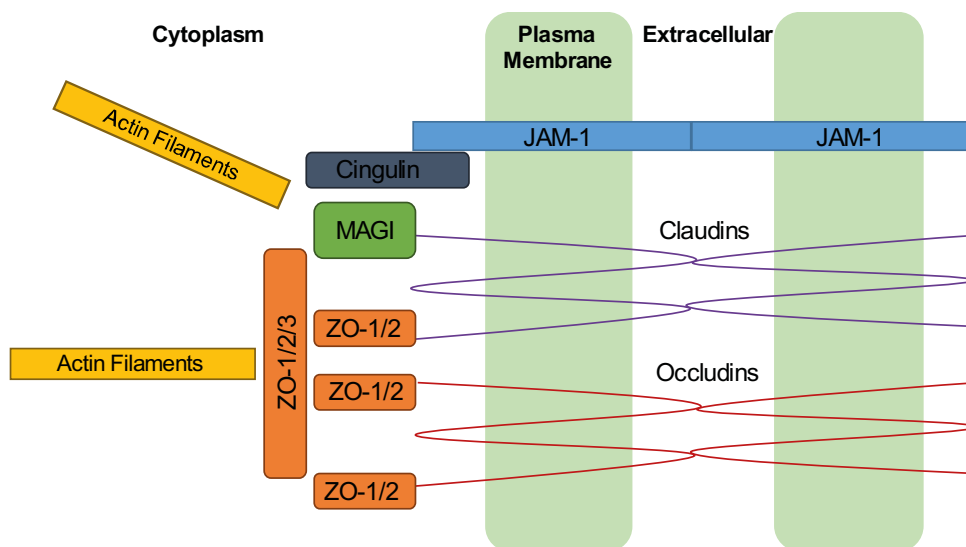 Cytoplasm
Plasma
Membrane
Extracellular
Actin Filaments
JAM-1
JAM-1
Cingulin
MAGI
Claudins
ZO-1/2/3
ZO-1/2
Actin Filaments
ZO-1/2
Occludins
ZO-1/2